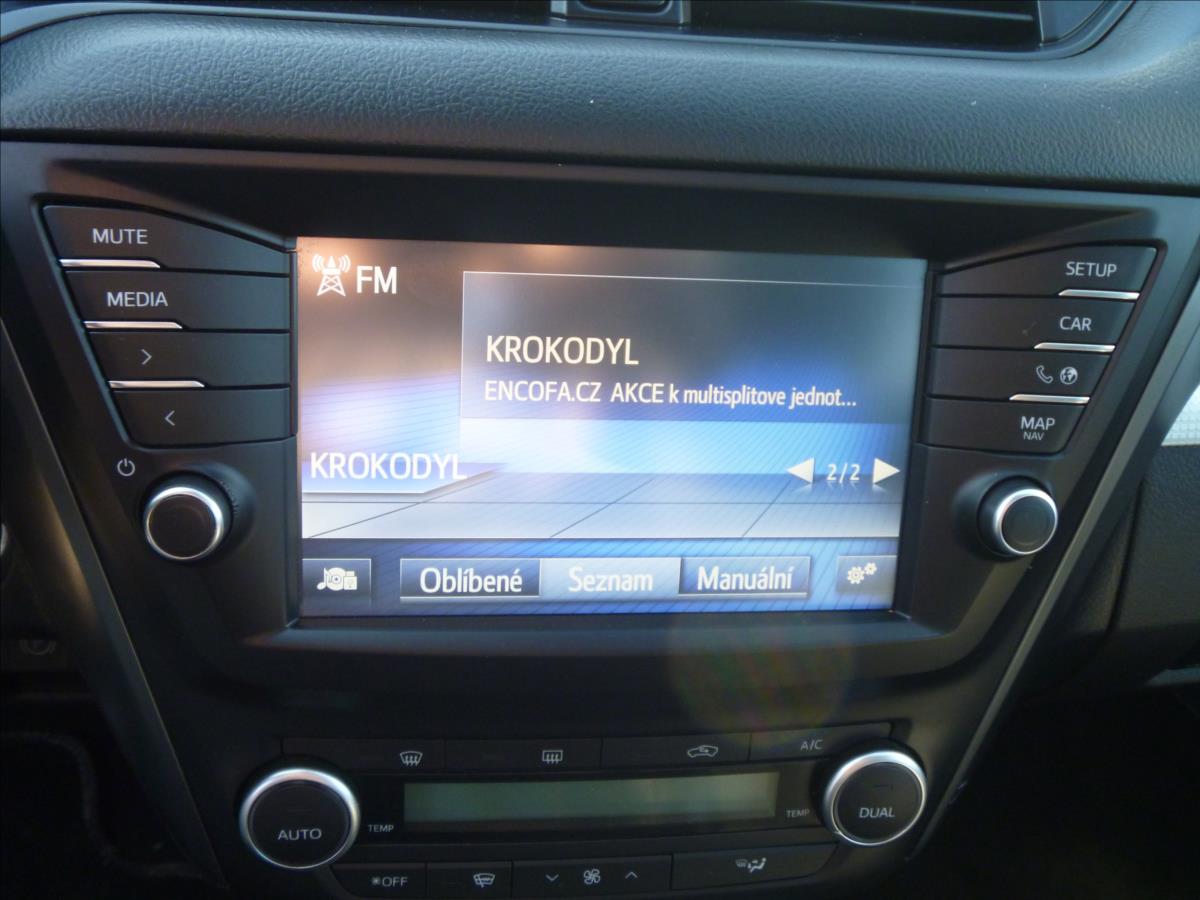 MUTE
MEDIA
>
<
FM
KROKODYL
ENCOFA.CZ AKCE k multisplitove jednot...
KROKODYL
2/2
Oblíbené
Seznam
Manuální
SETUP
CAR
MAP
NAV
A/C
AUTO
TEMP
TEMP
DUAL
OFF